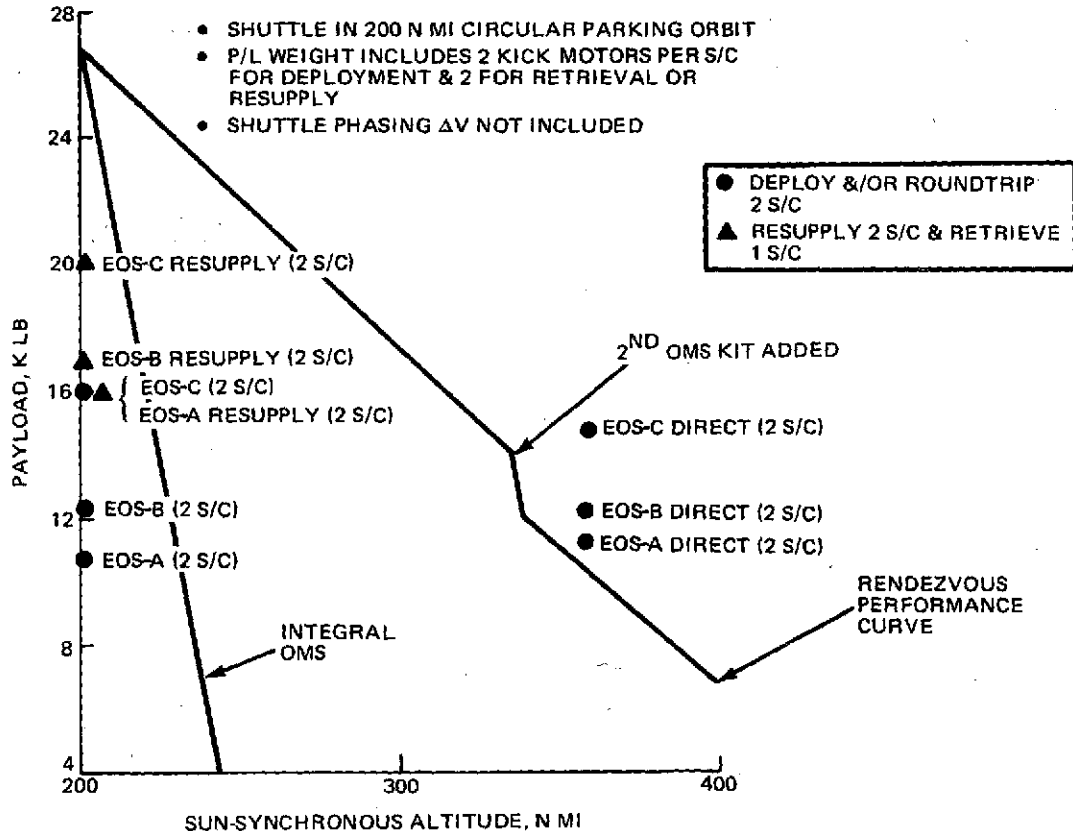 • SHUTTLE IN 200 N MI CIRCULAR PARKING ORBIT
• P/L WEIGHT INCLUDES 2 KICK MOTORS PER S/C
FOR DEPLOYMENT & 2 FOR RETRIEVAL OR
RESUPPLY
• SHUTTLE PHASING ΔV NOT INCLUDED
● DEPLOY &/OR ROUNDTRIP
2 S/C
▲ RESUPPLY 2 S/C & RETRIEVE
1 S/C
PAYLOAD, K LB
32
28
24
20
16
12
8
4
EOS-C RESUPPLY (2 S/C)
EOS-B RESUPPLY (2 S/C)
EOS-C (2 S/C)
EOS-A RESUPPLY (2 S/C)
EOS-B (2 S/C)
EOS-A (2 S/C)
INTEGRAL
OMS
2ND OMS KIT ADDED
EOS-C DIRECT (2 S/C)
EOS-B DIRECT (2 S/C)
EOS-A DIRECT (2 S/C)
RENDEZVOUS
PERFORMANCE
CURVE
200
300
400
SUN-SYNCHRONOUS ALTITUDE, N MI